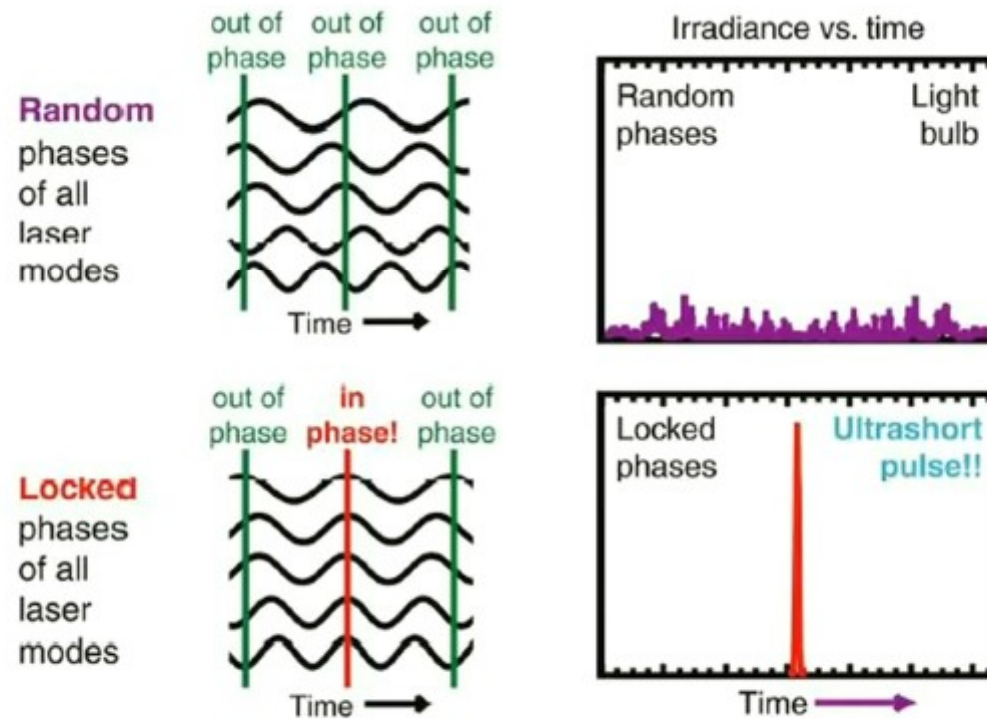 out of out of out of
phase phase phase
Random
phases
of all
laser
modes
Time
Irradiance vs. time
Random Light
phases bulb
out of in out of
phase phase! phase
Locked
phases
of all
laser
modes
Time
Locked Ultrashort
phases pulse!!
Time